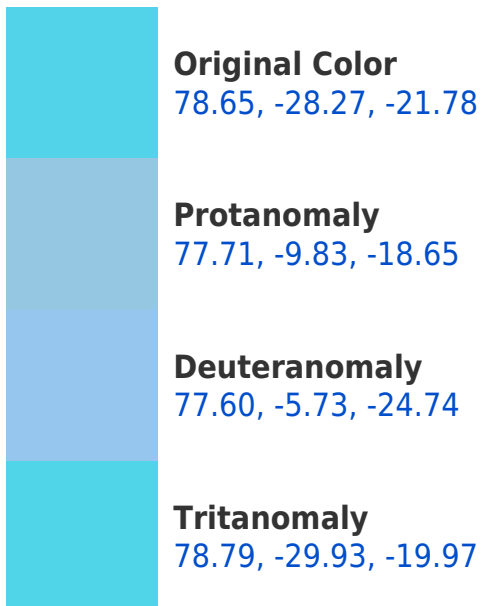 Original Color
78.65, -28.27, -21.78
Protanomaly
77.71, -9.83, -18.65
Deuteranomaly
77.60, -5.73, -24.74
Tritanomaly
78.79, -29.93, -19.97